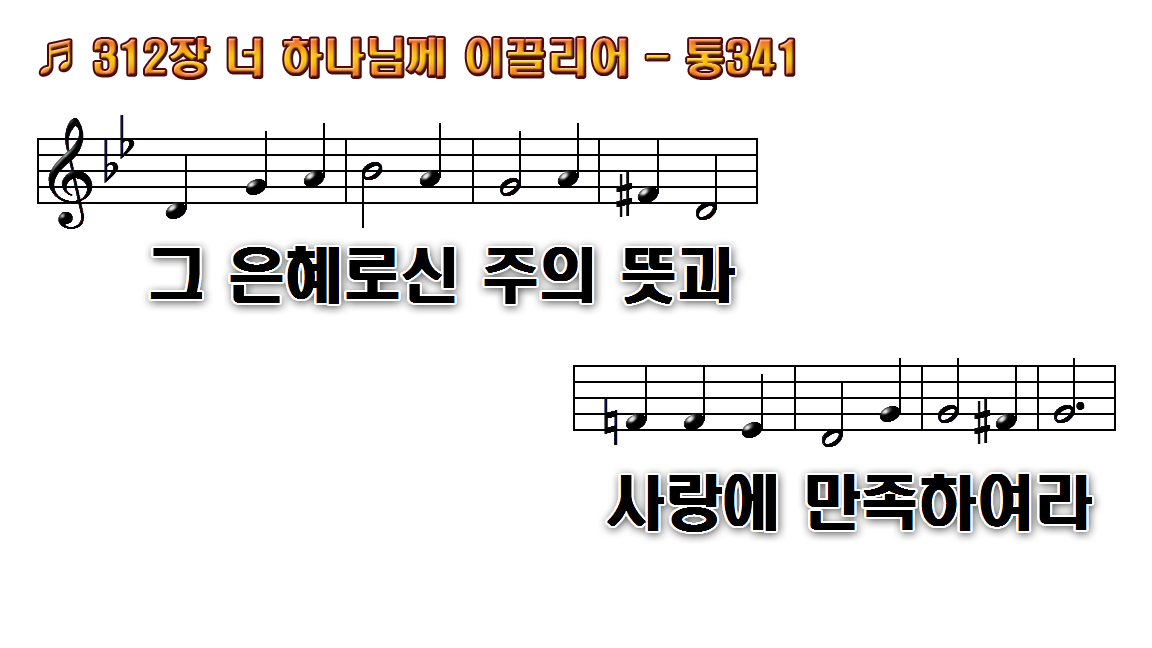 ♬ 312장 너 하나님께 이끌리어 - 통341
그 은혜로신 주의 뜻과
사랑에 만족하여라